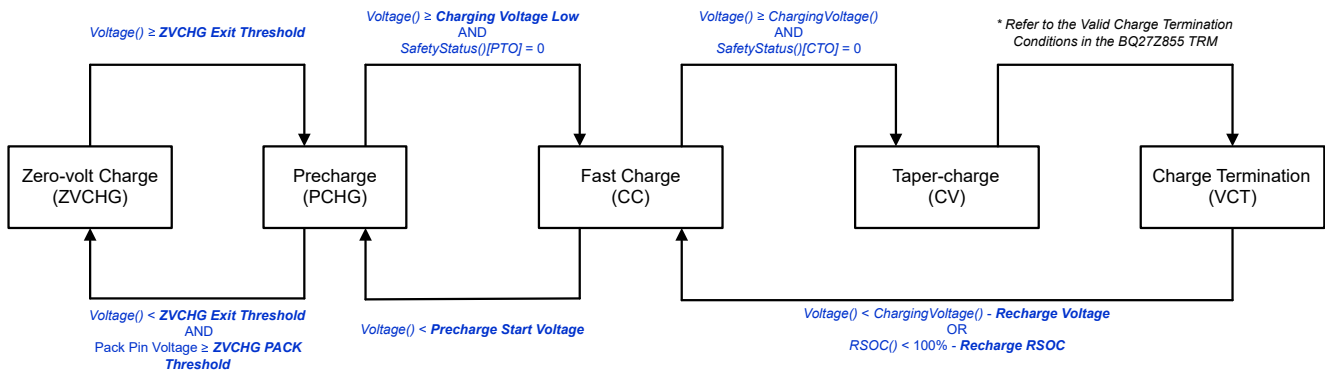 Voltage() ≥ ZVCHG Exit Threshold
Voltage() ≥ Charging Voltage Low
AND
SafetyStatus()[PTO] = 0
Voltage() ≥ ChargingVoltage()
AND
SafetyStatus()[CTO] = 0
* Refer to the Valid Charge Termination
Conditions in the BQ27Z855 TRM
Zero-volt Charge
(ZVCHG)
Precharge
(PCHG)
Fast Charge
(CC)
Taper-charge
(CV)
Charge Termination
(VCT)
Voltage() < ZVCHG Exit Threshold
AND
Pack Pin Voltage ≥ ZVCHG PACK
Threshold
Voltage() < Precharge Start Voltage
Voltage() < ChargingVoltage() - Recharge Voltage
OR
RSOC() < 100% - Recharge RSOC